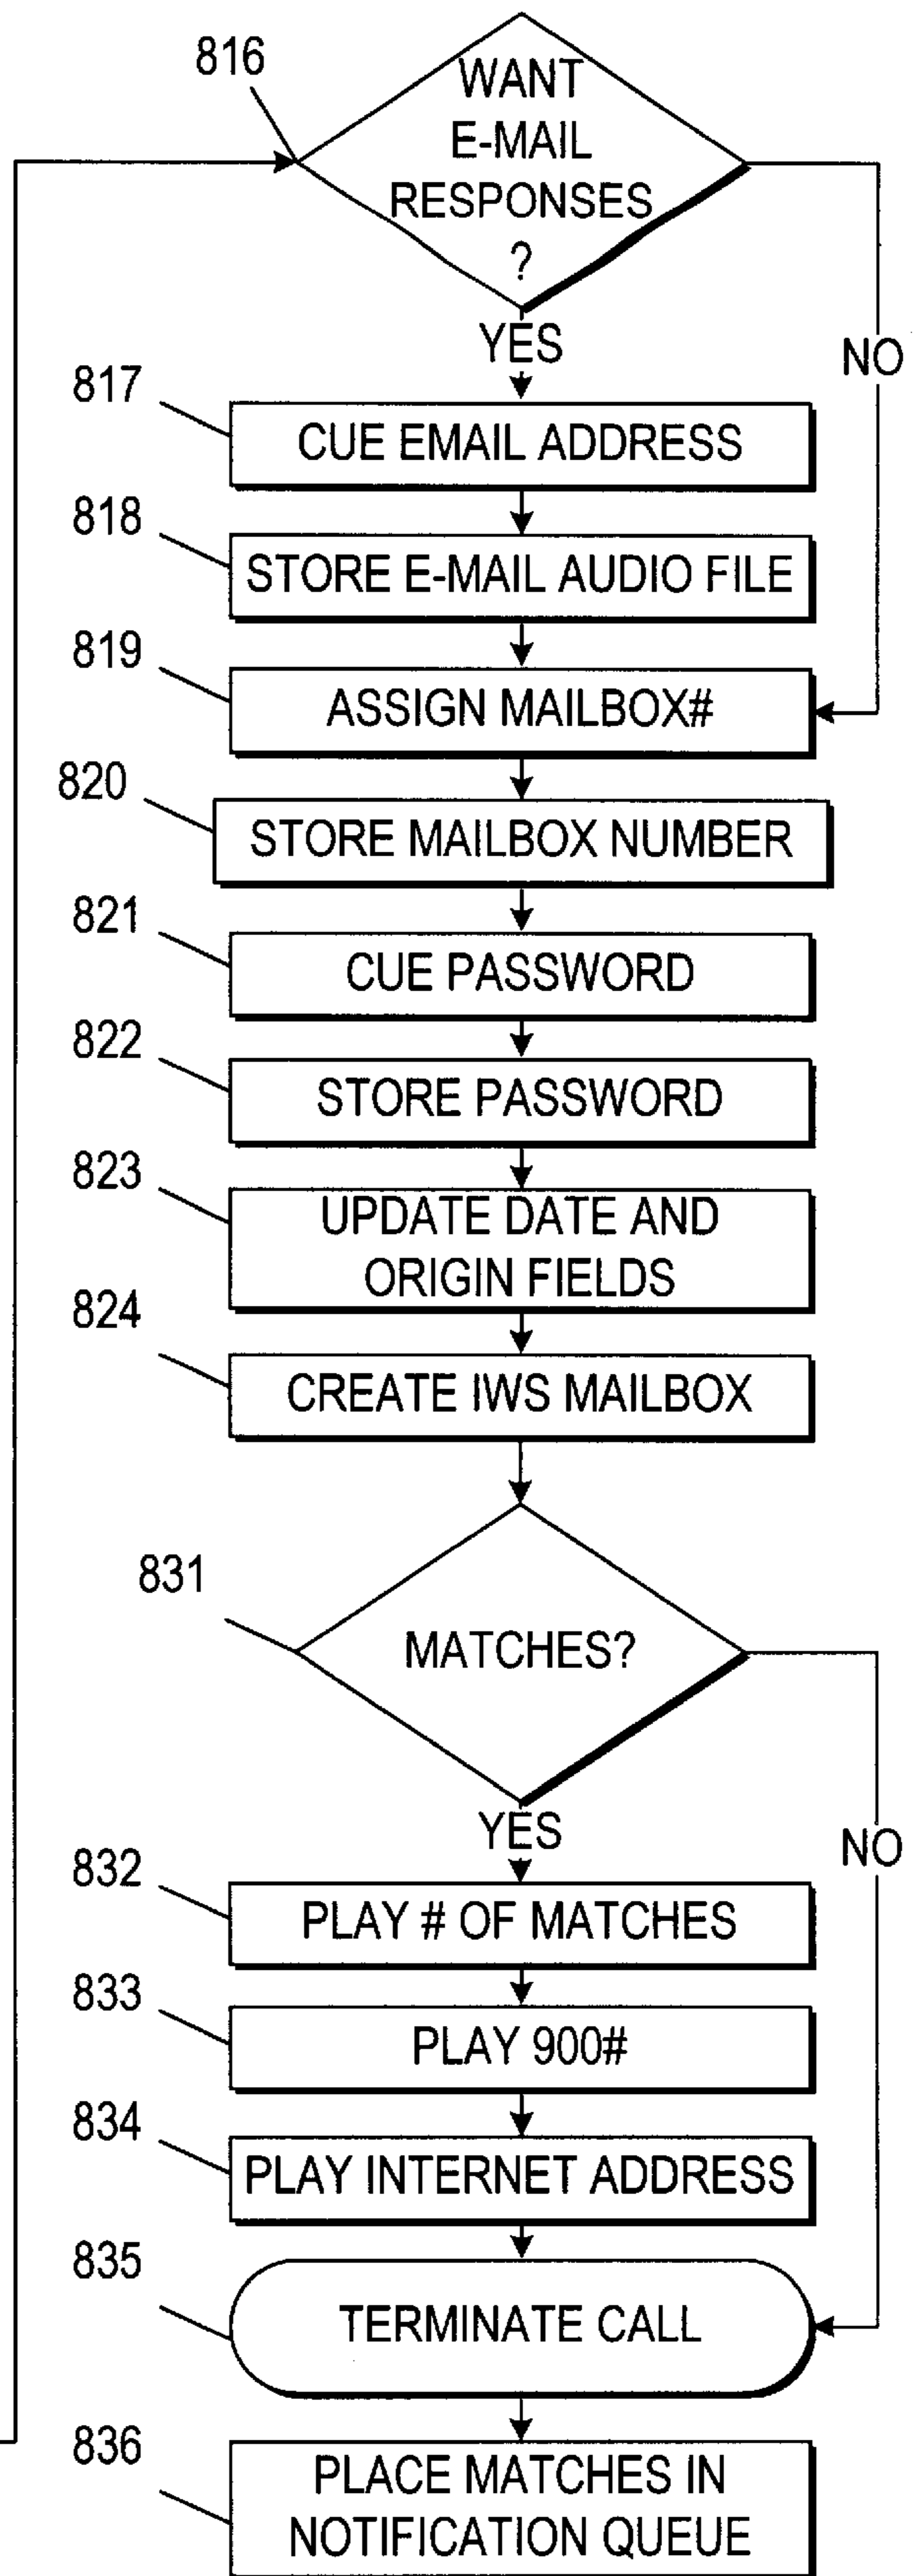 816
WANT
E-MAIL
RESPONSES
?
YES
NO
817
CUE EMAIL ADDRESS
818
STORE E-MAIL AUDIO FILE
819
ASSIGN MAILBOX#
820
STORE MAILBOX NUMBER
821
CUE PASSWORD
822
STORE PASSWORD
823
UPDATE DATE AND
ORIGIN FIELDS
824
CREATE IWS MAILBOX
831
MATCHES?
YES
NO
832
PLAY # OF MATCHES
833
PLAY 900#
834
PLAY INTERNET ADDRESS
835
TERMINATE CALL
836
PLACE MATCHES IN
NOTIFICATION QUEUE